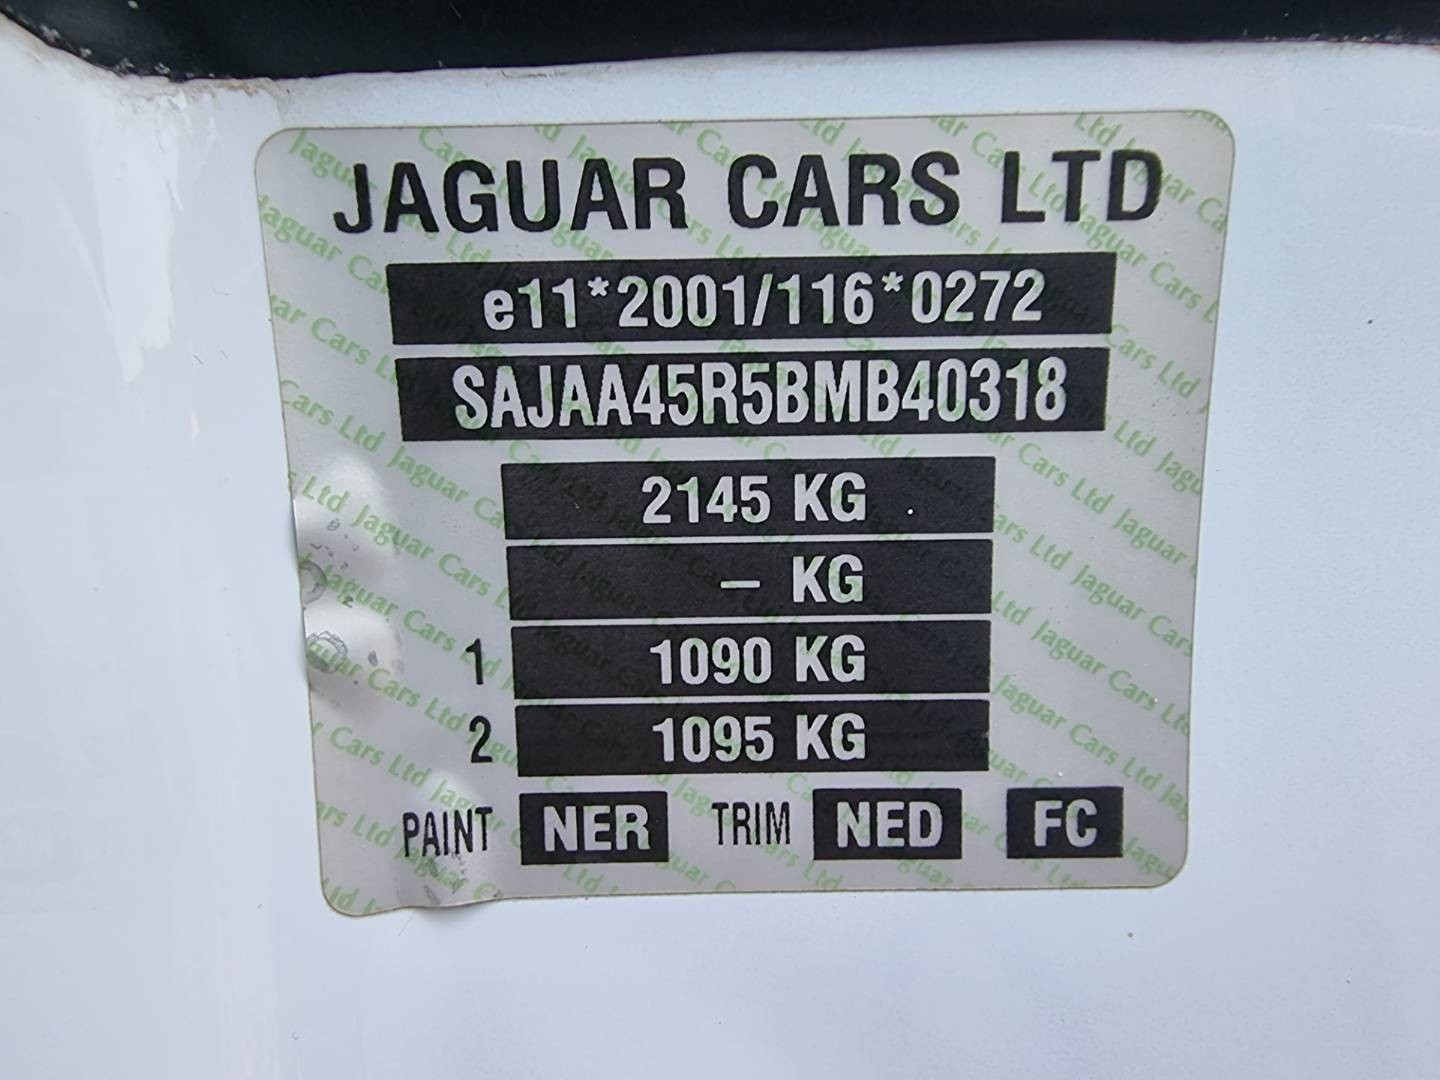 JAGUAR CARS LTD
e11*2001/116*0272
SAJAA45R5BMB40318
2145 KG
– KG
1 1090 KG
2 1095 KG
PAINT NER TRIM NED FC